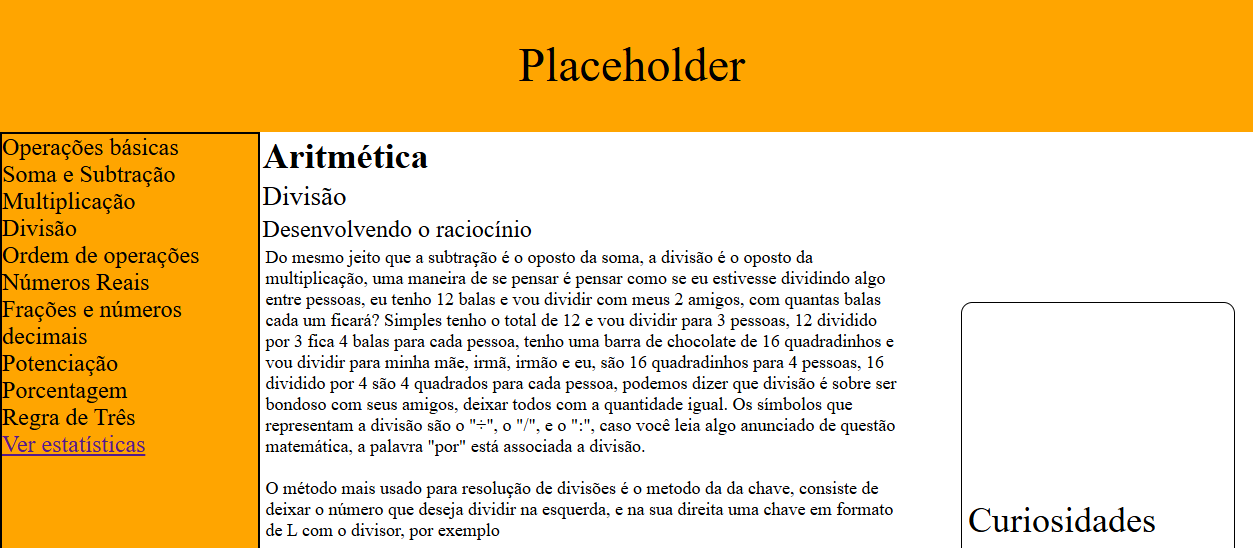 Placeholder
Operações básicas
Soma e Subtração
Multiplicação
Divisão
Ordem de operações
Números Reais
Frações e números
decimais
Potenciação
Porcentagem
Regra de Três
Ver estatísticas
Aritmética
Divisão
Desenvolvendo o raciocínio
Do mesmo jeito que a subtração é o oposto da soma, a divisão é o oposto da
multiplicação, uma maneira de se pensar é pensar como se eu estivesse dividindo algo
entre pessoas, eu tenho 12 balas e vou dividir com meus 2 amigos, com quantas balas
cada um ficará? Simples tenho o total de 12 e vou dividir para 3 pessoas, 12 dividido
por 3 fica 4 balas para cada pessoa, tenho uma barra de chocolate de 16 quadradinhos e
vou dividir para minha mãe, irmã, irmão e eu, são 16 quadradinhos para 4 pessoas, 16
dividido por 4 são 4 quadrados para cada pessoa, podemos dizer que divisão é sobre ser
bondoso com seus amigos, deixar todos com a quantidade igual. Os símbolos que
representam a divisão são o "÷", o "/", e o ":", caso você leia algo anunciado de questão
matemática, a palavra "por" está associada a divisão.
O método mais usado para resolução de divisões é o metodo da da chave, consiste de
deixar o número que deseja dividir na esquerda, e na sua direita uma chave em formato
de L com o divisor, por exemplo
Curiosidades